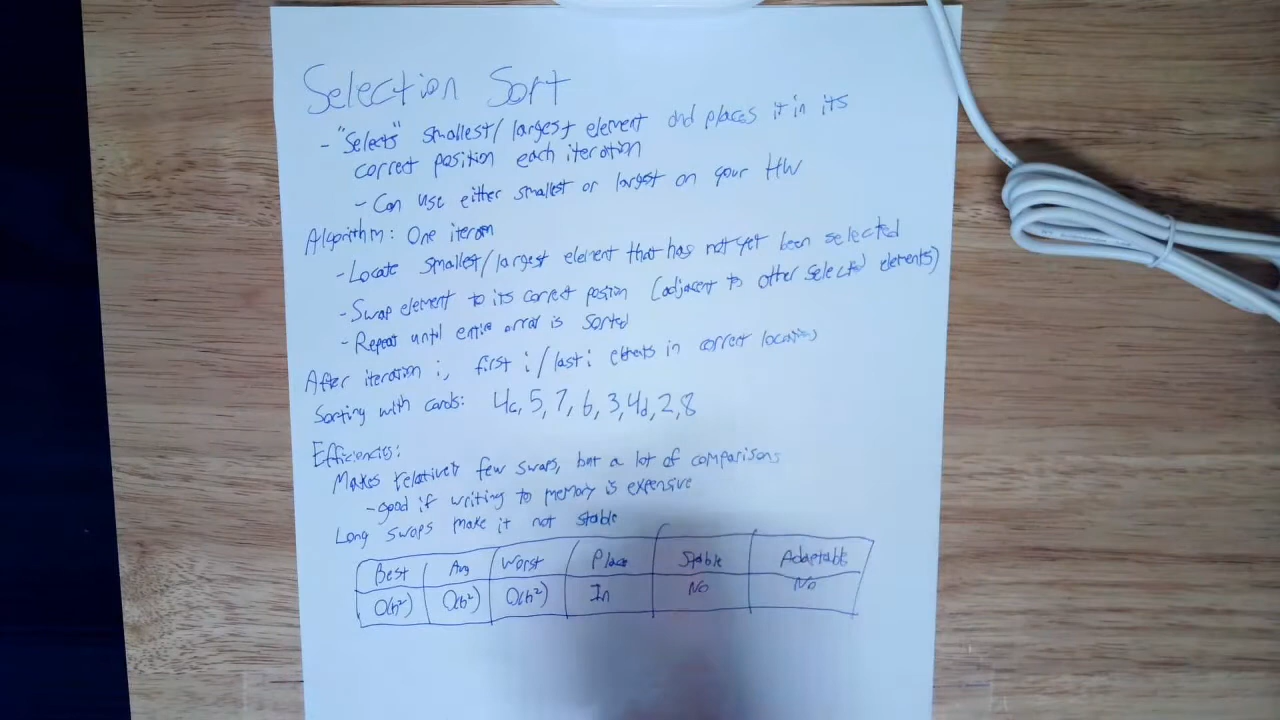 Selection Sort
- "Selects" smallest/largest element and places it in its
correct position each iteration
- Can use either smallest or largest on your HW
Algorithm: One iteration
- Locate smallest/largest element that has not yet been selected
- Swap element to its correct position (adjacent to other selected elements)
- Repeat until entire array is sorted
After iteration i, first i/last i elements in correct locations
Sorting with cards: 4c, 5, 7, 6, 3, 4d, 2, 8
Efficiencies:
Makes relatively few swaps, but a lot of comparisons
- good if writing to memory is expensive
Long swaps make it not stable
Best Avg Worst Place Stable Adaptable
O(n²) O(n²) O(n²) In No No